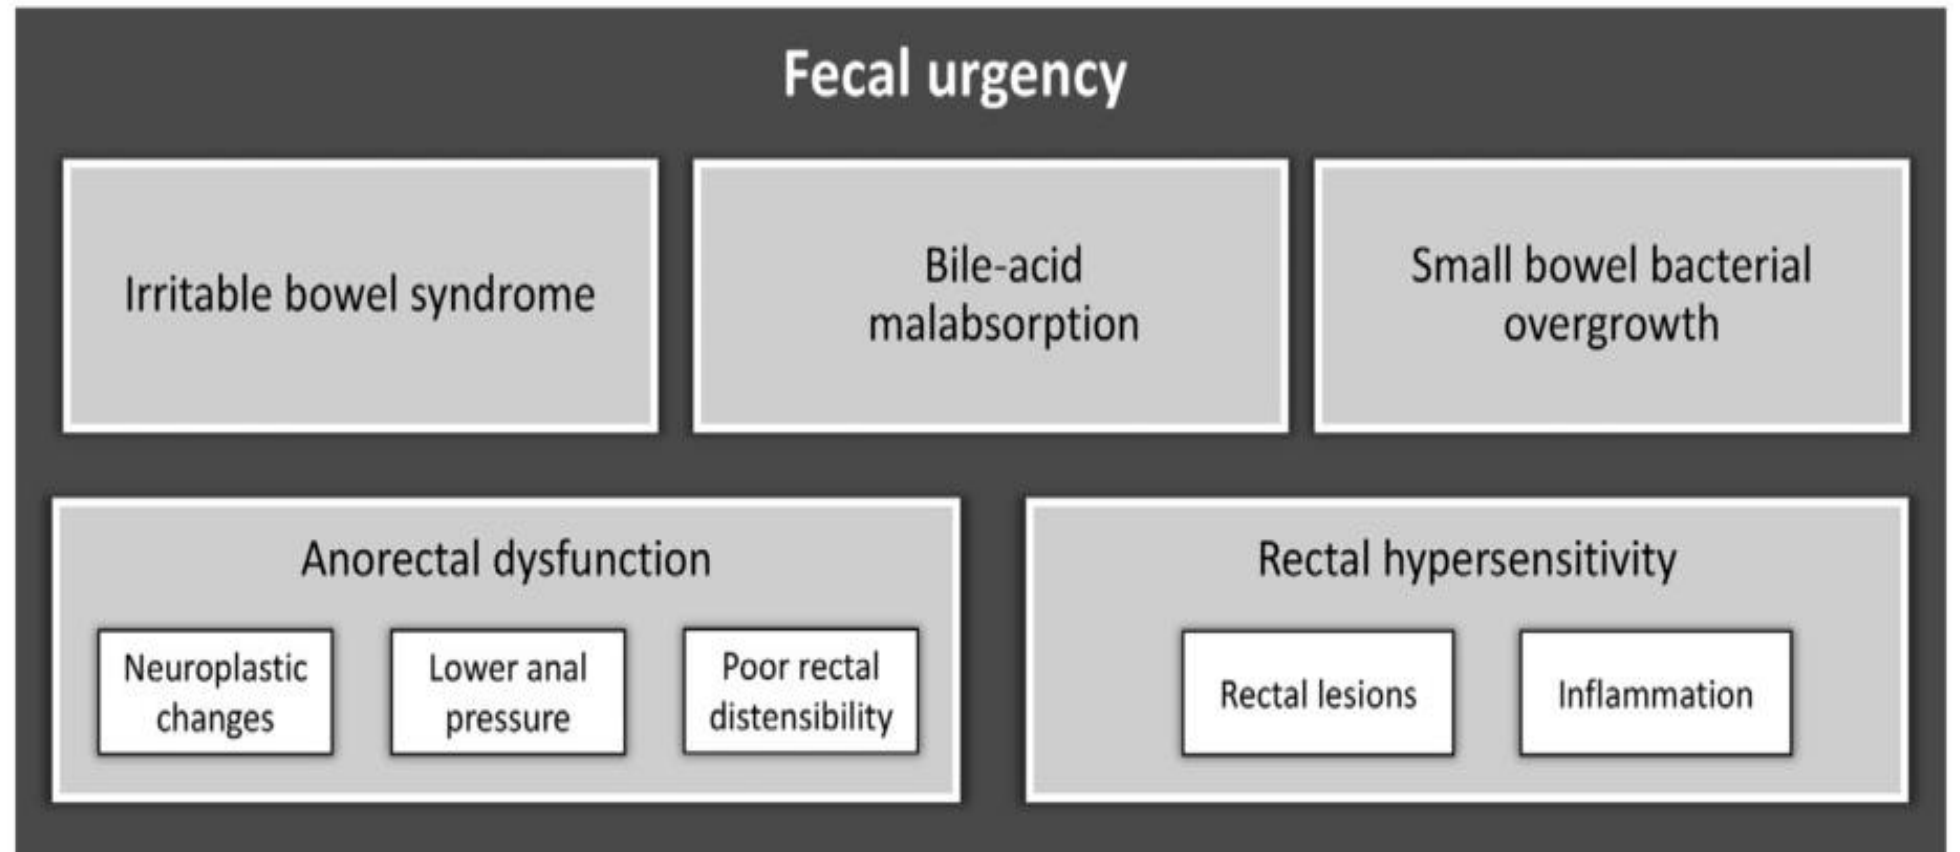 Fecal urgency
Irritable bowel syndrome
Bile-acid
malabsorption
Small bowel bacterial
overgrowth
Anorectal dysfunction
Neuroplastic
changes
Lower anal
pressure
Poor rectal
distensibility
Rectal hypersensitivity
Rectal lesions
Inflammation